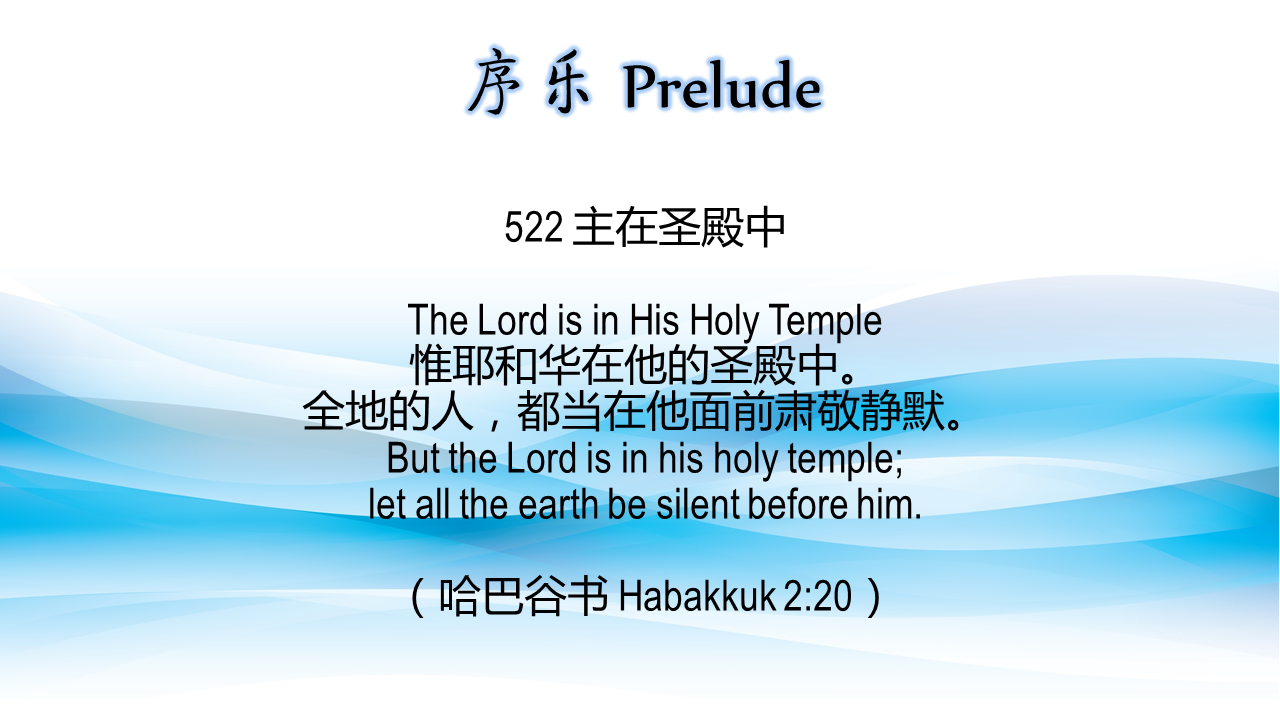 序乐 Prelude
522 主在圣殿中
The Lord is in His Holy Temple
惟耶和华在他的圣殿中。
全地的人，都当在他面前肃敬静默。
But the Lord is in his holy temple;
let all the earth be silent before him.
（哈巴谷书 Habakkuk 2:20）